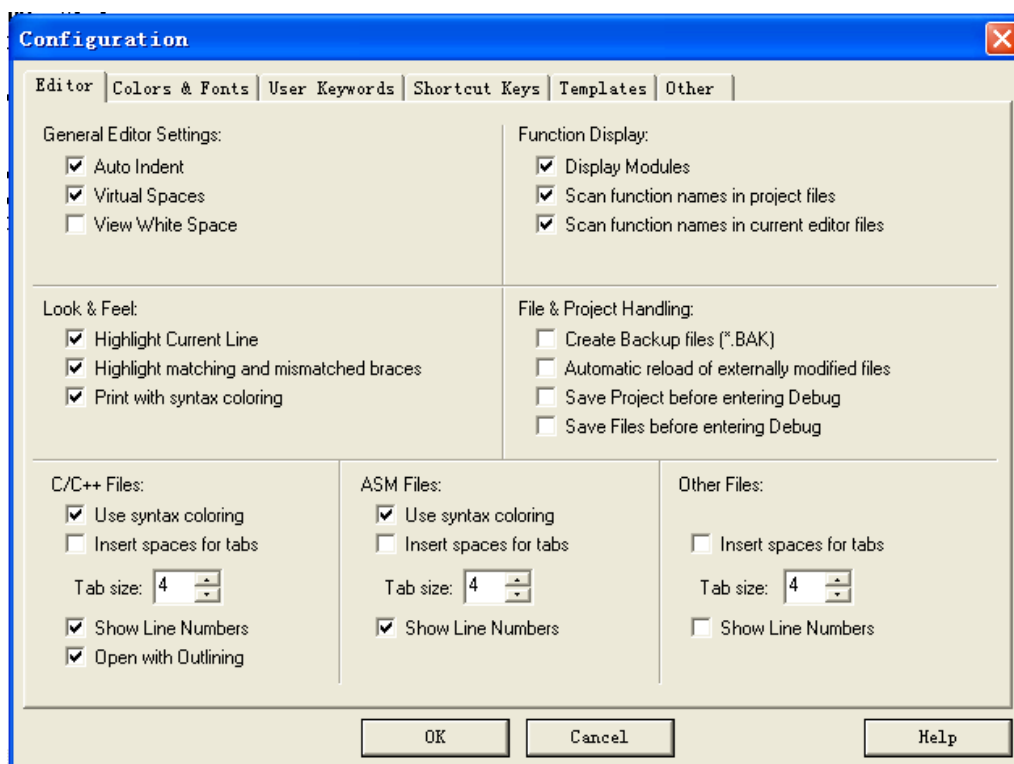 Configuration
Editor Colors & Fonts User Keywords Shortcut Keys Templates Other
General Editor Settings:
Auto Indent
Virtual Spaces
View White Space
Function Display:
Display Modules
Scan function names in project files
Scan function names in current editor files
Look & Feel:
Highlight Current Line
Highlight matching and mismatched braces
Print with syntax coloring
File & Project Handling:
Create Backup files (*.BAK)
Automatic reload of externally modified files
Save Project before entering Debug
Save Files before entering Debug
C/C++ Files:
Use syntax coloring
Insert spaces for tabs
Tab size: 4
Show Line Numbers
Open with Outlining
ASM Files:
Use syntax coloring
Insert spaces for tabs
Tab size: 4
Show Line Numbers
Other Files:
Insert spaces for tabs
Tab size: 4
Show Line Numbers
OK Cancel Help